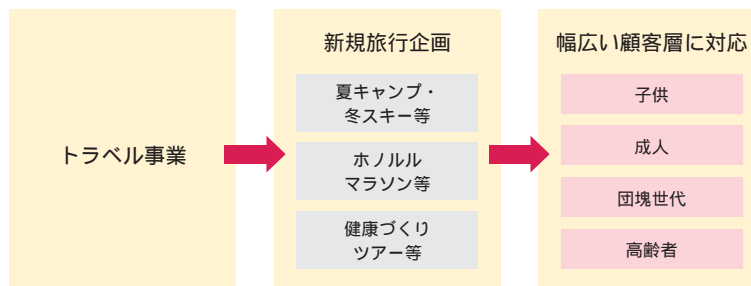 トラベル事業
新規旅行企画
夏キャンプ・
冬スキー等
ホノルル
マラソン等
健康づくり
ツアー等
幅広い顧客層に対応
子供
成人
団塊世代
高齢者